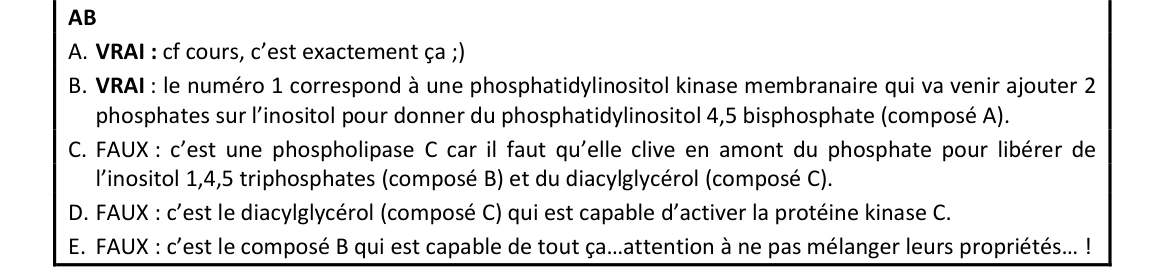 AB
A. VRAI : cf cours, c’est exactement ça ;)
B. VRAI : le numéro 1 correspond à une phosphatidylinositol kinase membranaire qui va venir ajouter 2
phosphates sur l’inositol pour donner du phosphatidylinositol 4,5 bisphosphate (composé A).
C. FAUX : c’est une phospholipase C car il faut qu’elle clive en amont du phosphate pour libérer de
l’inositol 1,4,5 triphosphates (composé B) et du diacylglycérol (composé C).
D. FAUX : c’est le diacylglycérol (composé C) qui est capable d’activer la protéine kinase C.
E. FAUX : c’est le composé B qui est capable de tout ça…attention à ne pas mélanger leurs propriétés… !